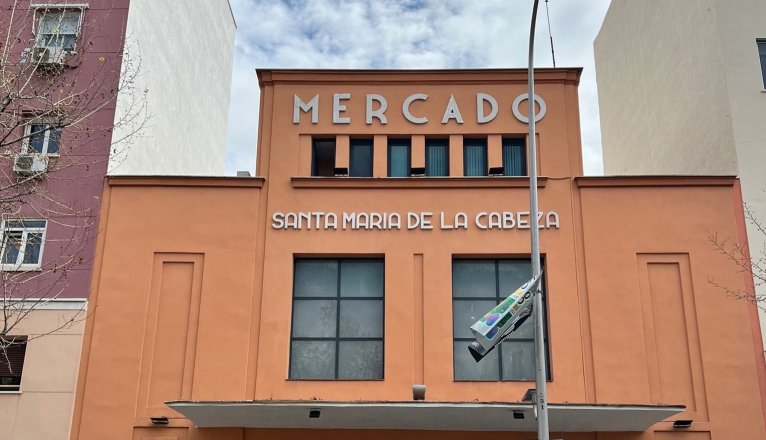 MERCADO
SANTA MARIA DE LA CABEZA